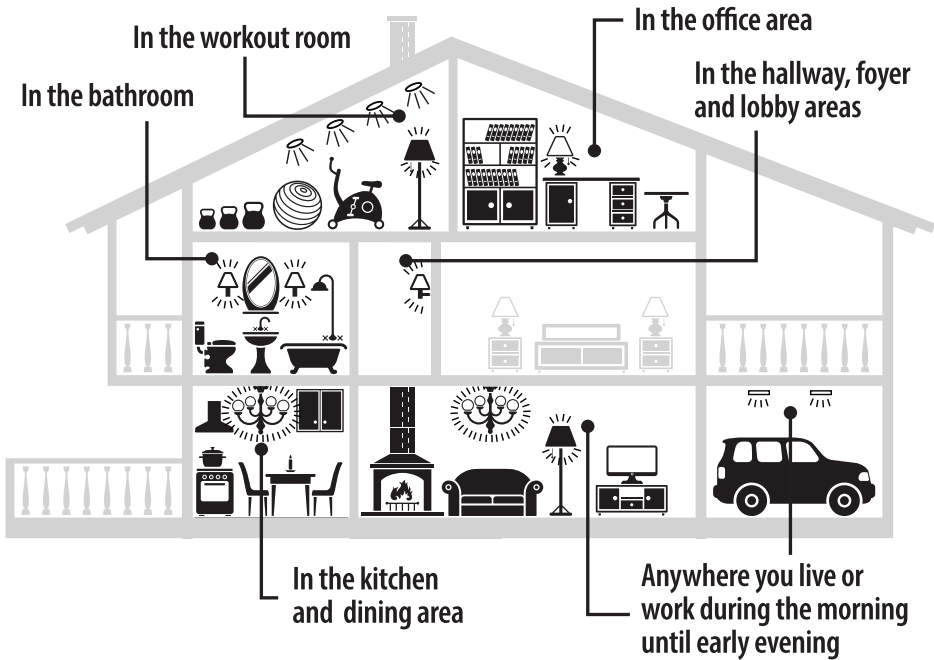 In the office area
In the workout room
In the hallway, foyer
and lobby areas
In the bathroom
In the kitchen
and dining area
Anywhere you live or
work during the morning
until early evening